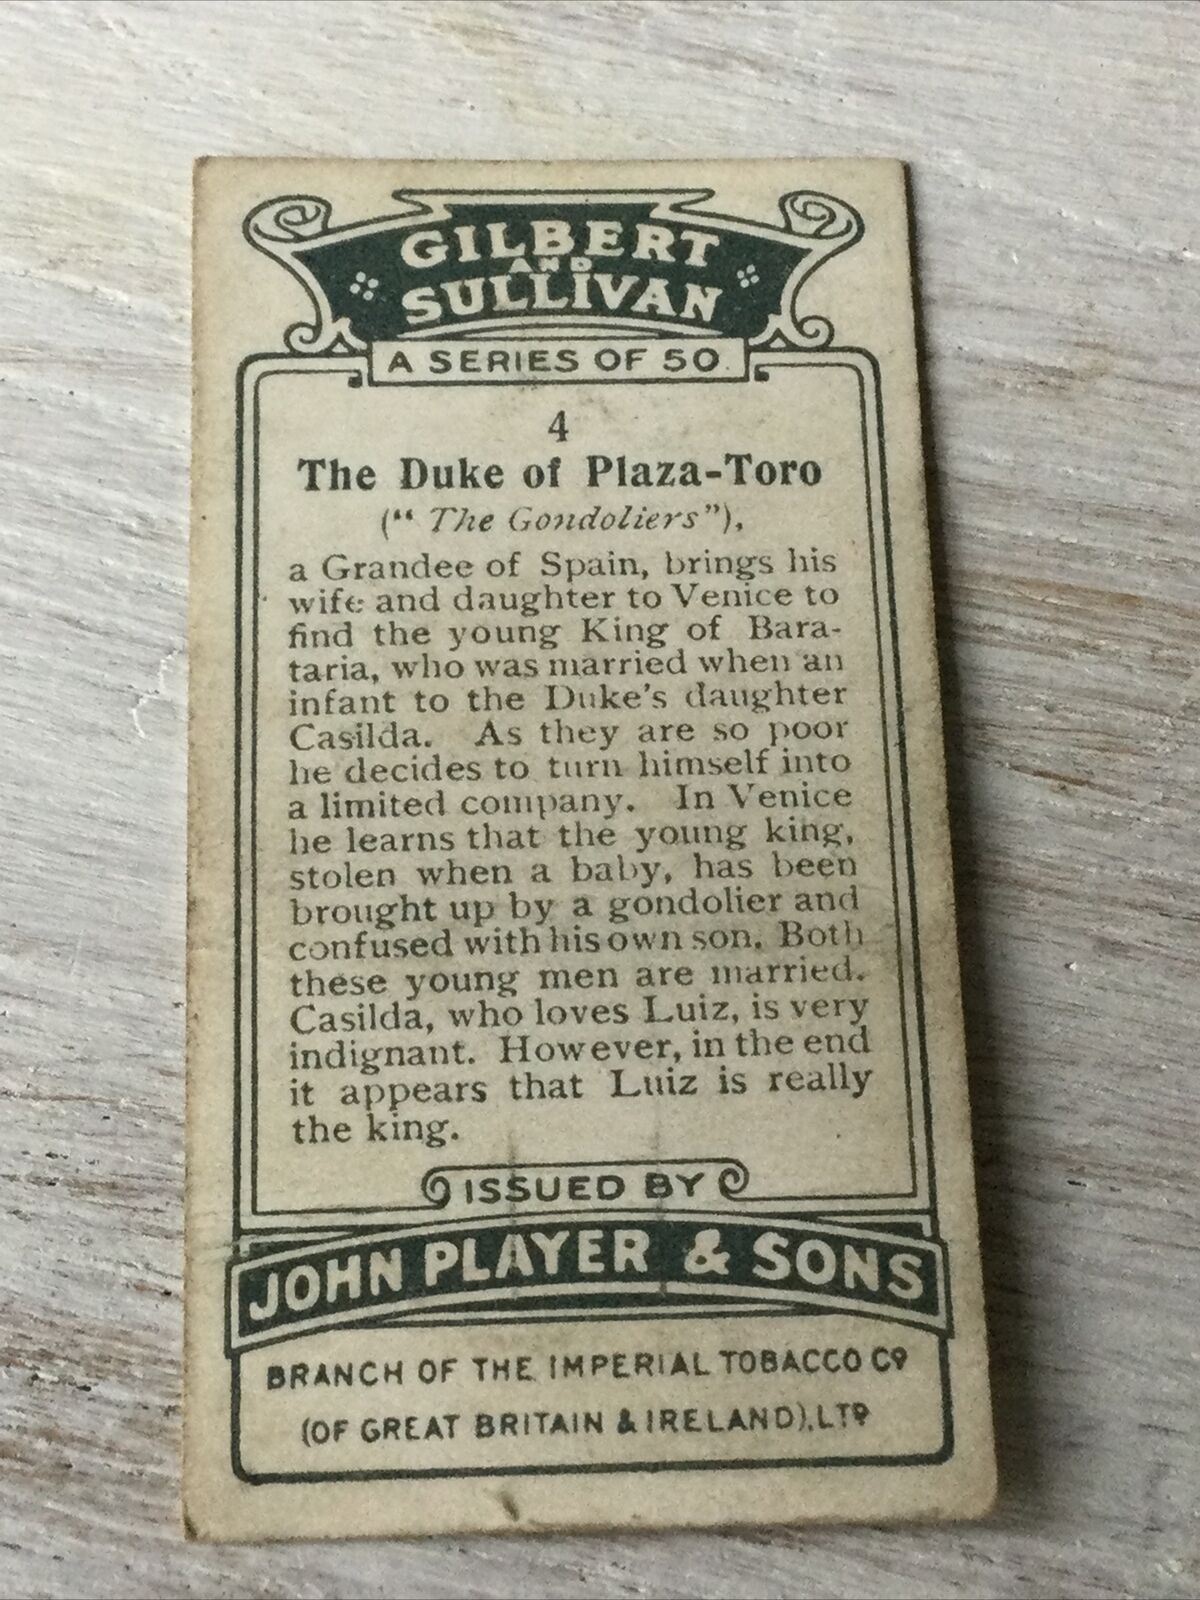 GILBERT
AND
SULLIVAN
A SERIES OF 50
4
The Duke of Plaza-Toro
("The Gondoliers"),
a Grandee of Spain, brings his
wife and daughter to Venice to
find the young King of Bara-
taria, who was married when an
infant to the Duke's daughter
Casilda. As they are so poor
he decides to turn himself into
a limited company. In Venice
he learns that the young king,
stolen when a baby, has been
brought up by a gondolier and
confused with his own son. Both
these young men are married.
Casilda, who loves Luiz, is very
indignant. However, in the end
it appears that Luiz is really
the king.
ISSUED BY
JOHN PLAYER & SONS
BRANCH OF THE IMPERIAL TOBACCO Co
(OF GREAT BRITAIN & IRELAND), LTD